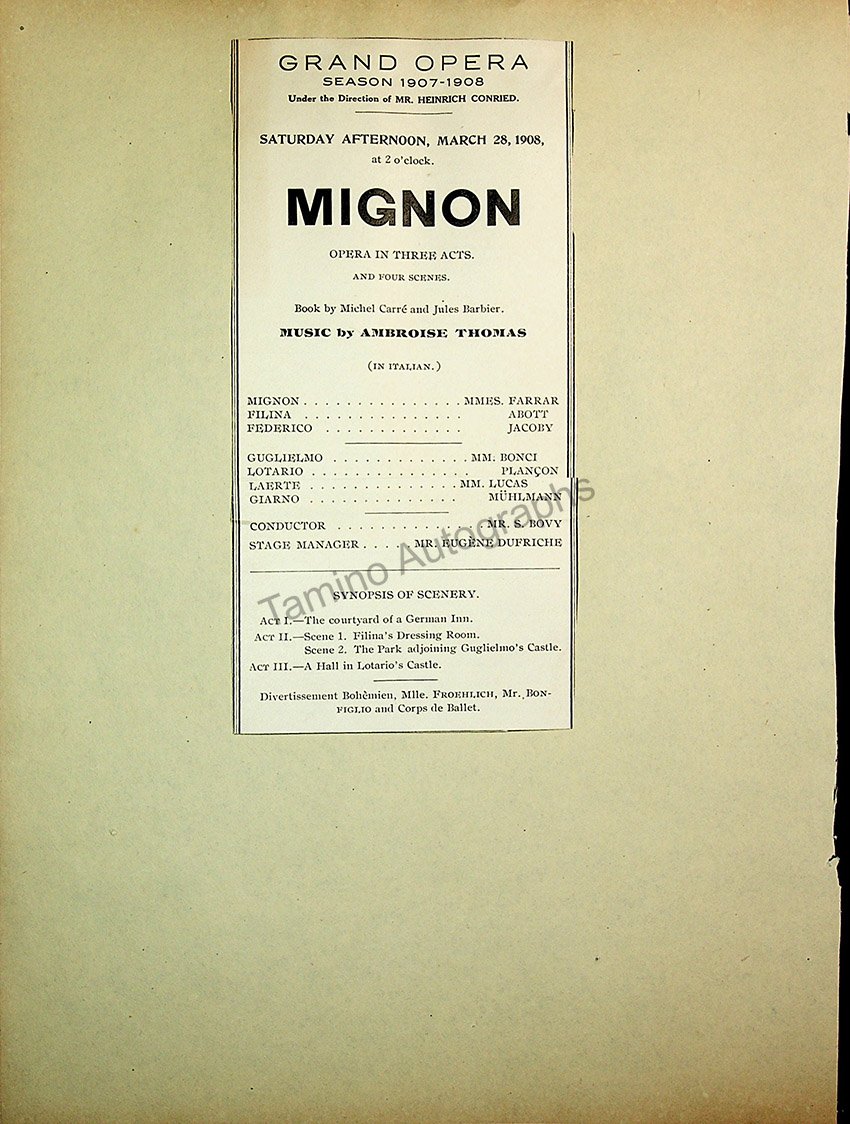 GRAND OPERA
SEASON 1907-1908
Under the Direction of MR. HEINRICH CONRIED.
SATURDAY AFTERNOON, MARCH 28, 1908,
at 2 o'clock.
MIGNON
OPERA IN THREE ACTS.
AND FOUR SCENES.
Book by Michel Carré and Jules Barbier.
MUSIC by AMBROISE THOMAS
(IN ITALIAN.)
MIGNON . . . . . . . . . . . . . . . MMES. FARRAR
FILINA . . . . . . . . . . . . . . . ABOTT
FEDERICO . . . . . . . . . . . . . JACOBY
GUGLIELMO . . . . . . . . . . . . . MM. BONCI
LOTARIO . . . . . . . . . . . . . . . PLANÇON
LAERTE . . . . . . . . . . . . . . . MM. LUCAS
GIARNO . . . . . . . . . . . . . . MÜHLMANN
CONDUCTOR . . . . . . . . . . . . . . MR. S. BOVY
STAGE MANAGER . . . . . MR. EUGÈNE DUFRICHE
Tamino Autographs
SYNOPSIS OF SCENERY.
ACT I.—The courtyard of a German Inn.
ACT II.—Scene 1. Filina's Dressing Room.
Scene 2. The Park adjoining Guglielmo's Castle.
ACT III.—A Hall in Lotario's Castle.
Divertissement Bohèmien, Mlle. FROEHLICH, Mr. BON-
FIGLIO and Corps de Ballet.